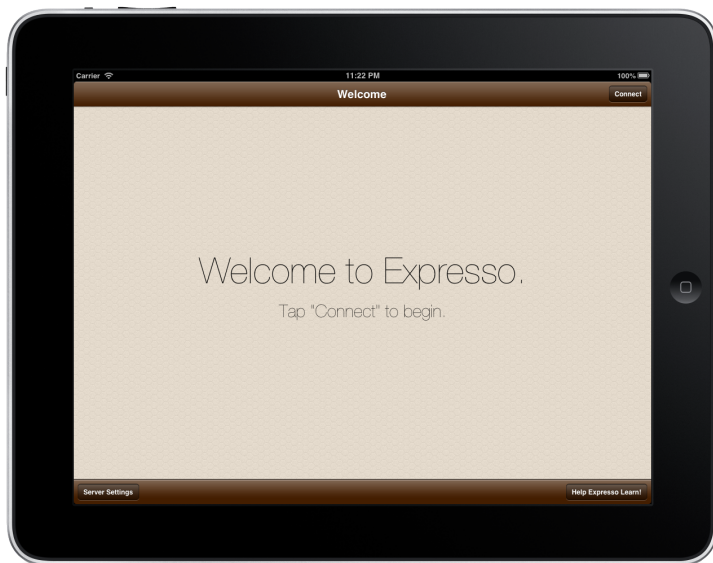 Carrier 11:22 PM 100%
Welcome Connect
Welcome to Expresso.
Tap "Connect" to begin.
Server Settings Help Expresso Learn!